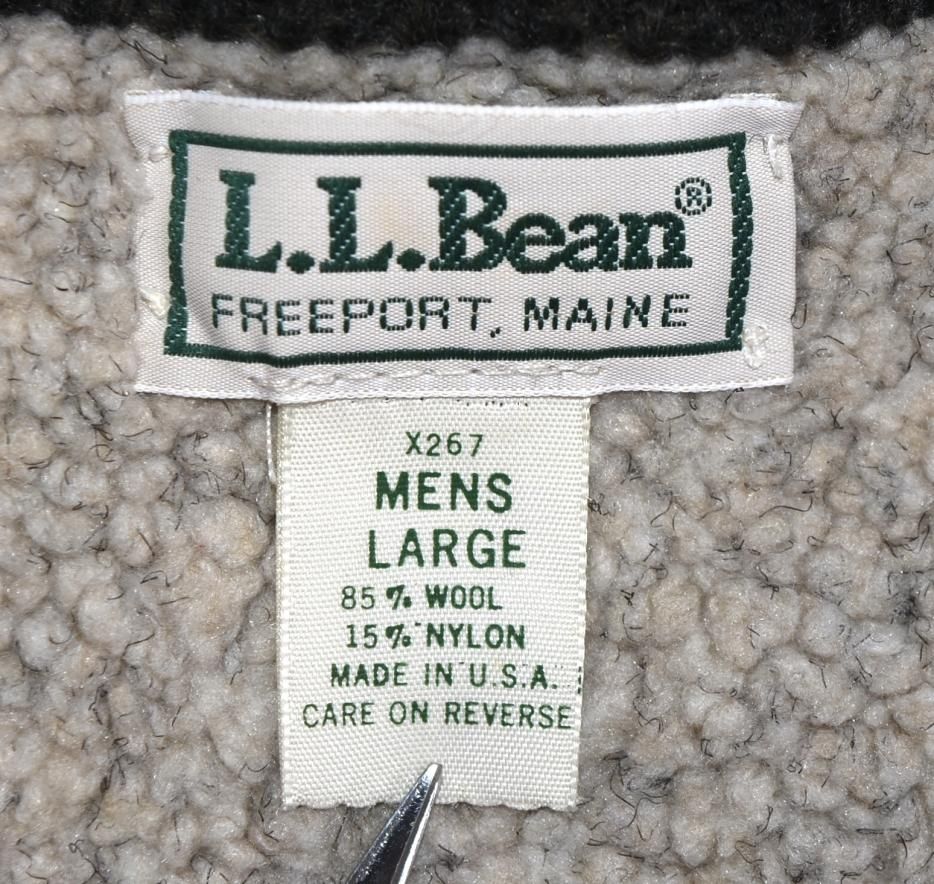 L.L.Bean®
FREEPORT, MAINE
X267
MENS
LARGE
85% WOOL
15% NYLON
MADE IN U.S.A.
CARE ON REVERSE